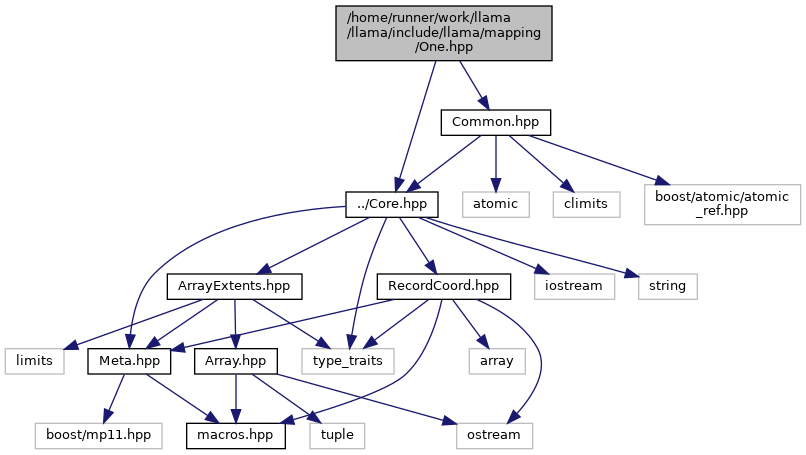 /home/runner/work/llama
/llama/include/llama/mapping
/One.hpp
Common.hpp
../Core.hpp
atomic
climits
boost/atomic/atomic
_ref.hpp
ArrayExtents.hpp
RecordCoord.hpp
iostream
string
limits
Meta.hpp
Array.hpp
type_traits
array
boost/mp11.hpp
macros.hpp
tuple
ostream